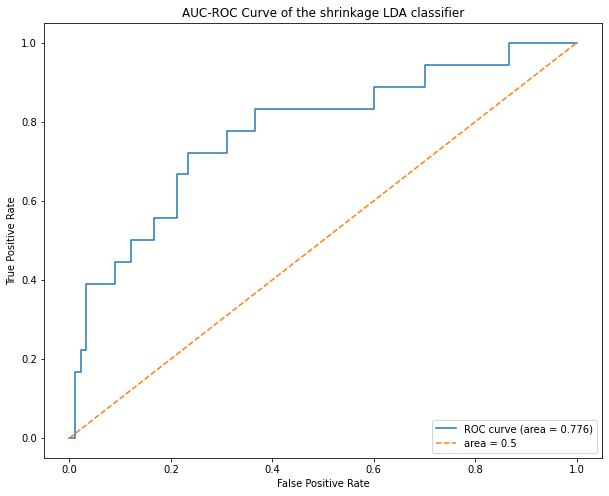 AUC-ROC Curve of the shrinkage LDA classifier
1.0
0.8
0.6
0.4
0.2
0.0
True Positive Rate
0.0 0.2 0.4 0.6 0.8 1.0
False Positive Rate
ROC curve (area = 0.776)
area = 0.5